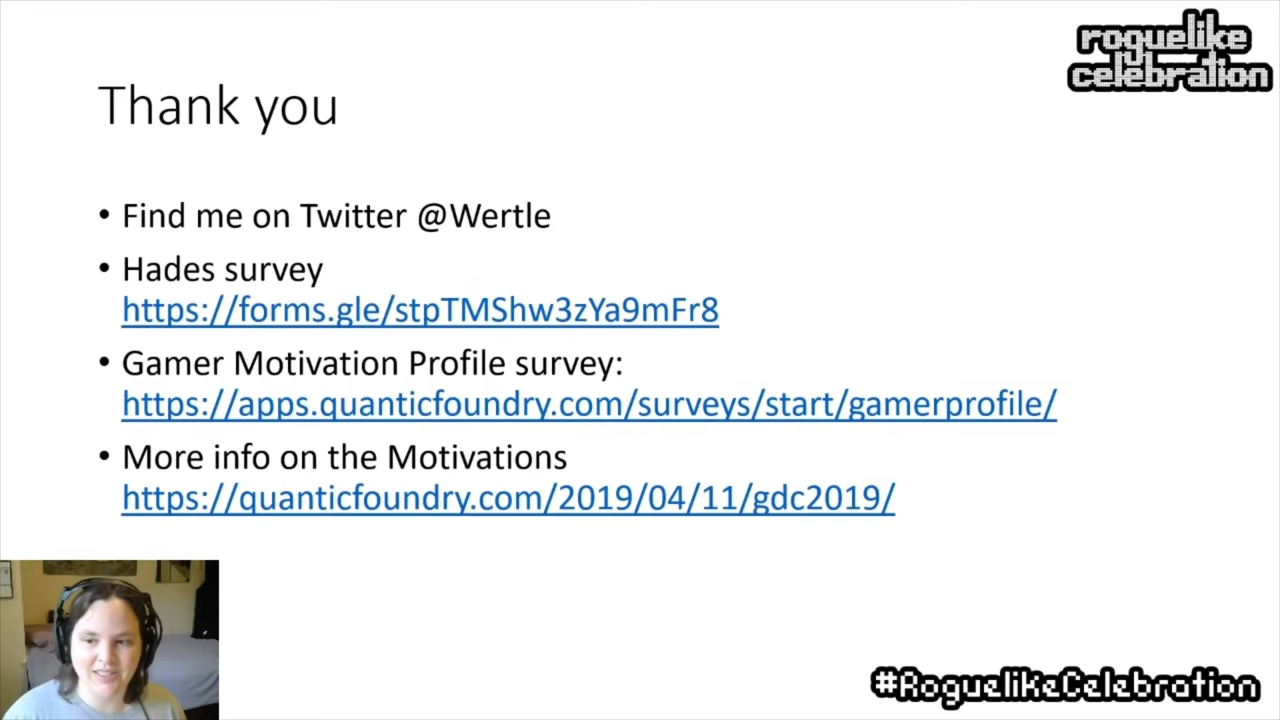 roguelike
celebration
Thank you
• Find me on Twitter @Wertle
• Hades survey
https://forms.gle/stpTMShw3zYa9mFr8
• Gamer Motivation Profile survey:
https://apps.quanticfoundry.com/surveys/start/gamerprofile/
• More info on the Motivations
https://quanticfoundry.com/2019/04/11/gdc2019/
#RoguelikeCelebration